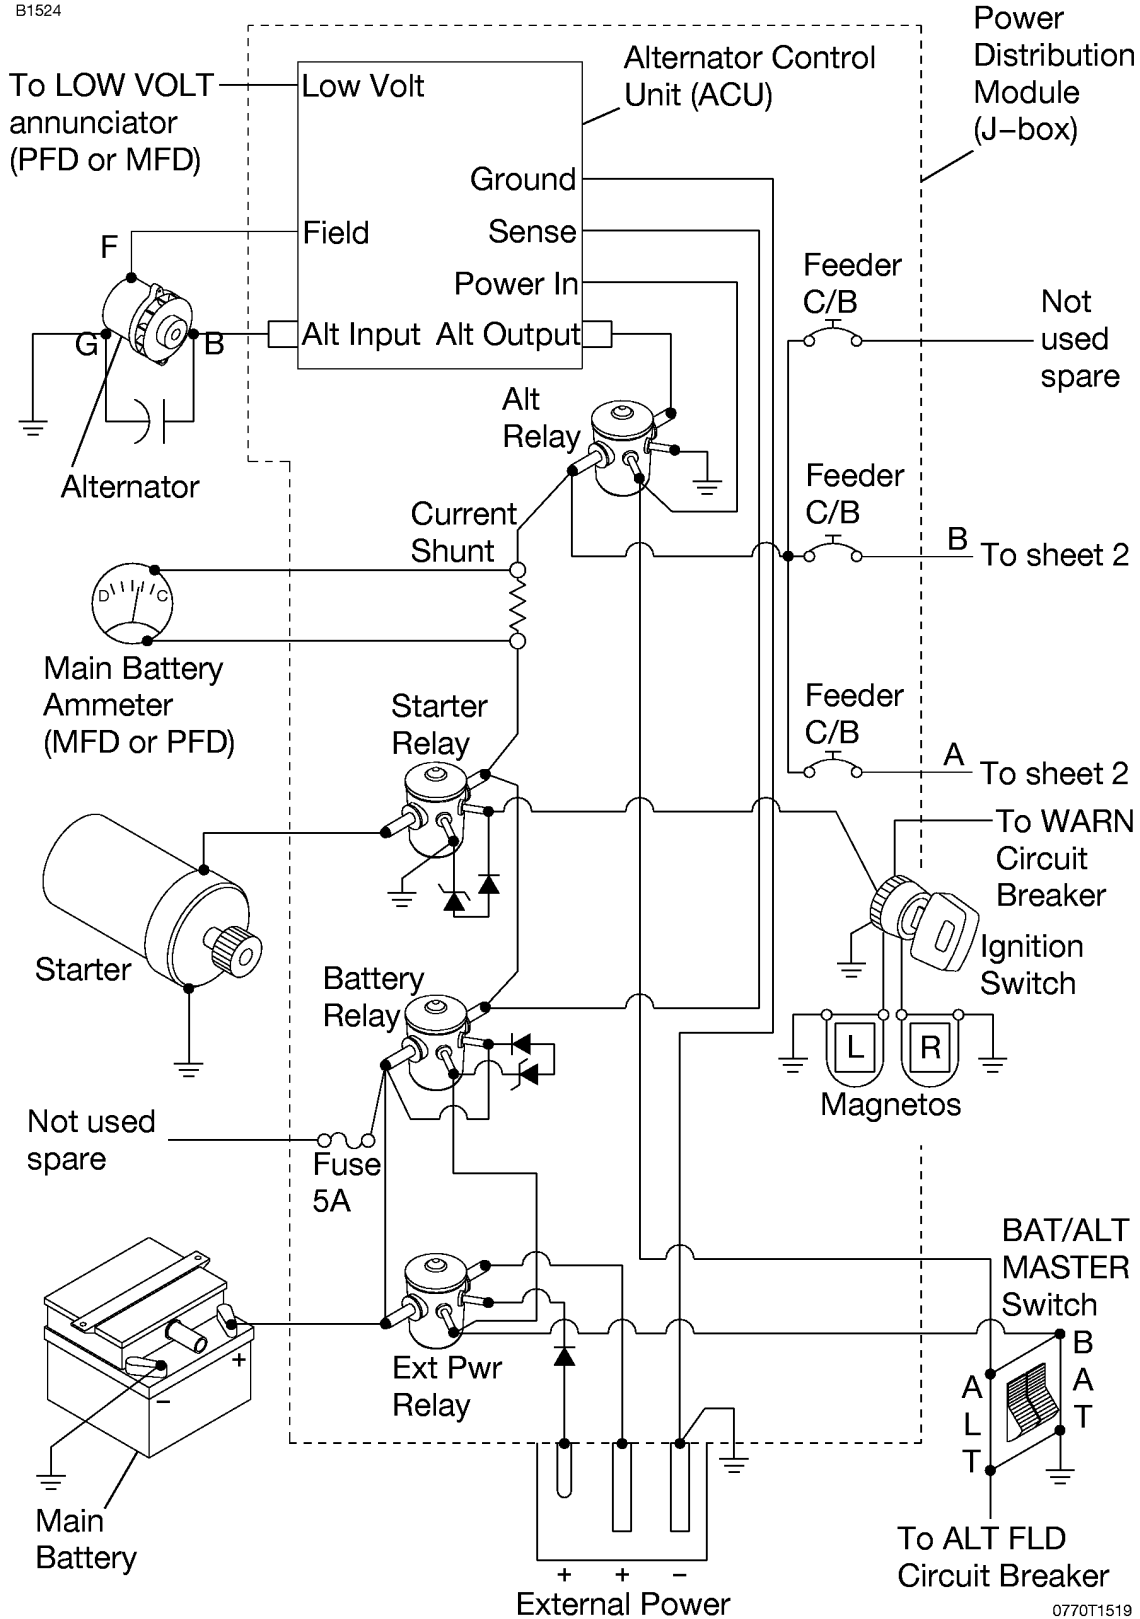 B1524
Power
Distribution
Module
(J-box)
Alternator Control
Unit (ACU)
To LOW VOLT
annunciator
(PFD or MFD)
Low Volt
Ground
Field
Sense
Power In
Alt Input
Alt Output
F
G
B
Alternator
Feeder
C/B
Not
used
spare
Alt
Relay
Feeder
C/B
B
To sheet 2
Current
Shunt
D
C
Main Battery
Ammeter
(MFD or PFD)
Feeder
C/B
A
To sheet 2
Starter
Relay
To WARN
Circuit
Breaker
Ignition
Switch
Starter
Battery
Relay
L
R
Magnetos
Not used
spare
Fuse
5A
BAT/ALT
MASTER
Switch
B
A
T
A
L
T
Ext Pwr
Relay
+
−
Main
Battery
To ALT FLD
Circuit Breaker
+
+
−
External Power
0770T1519